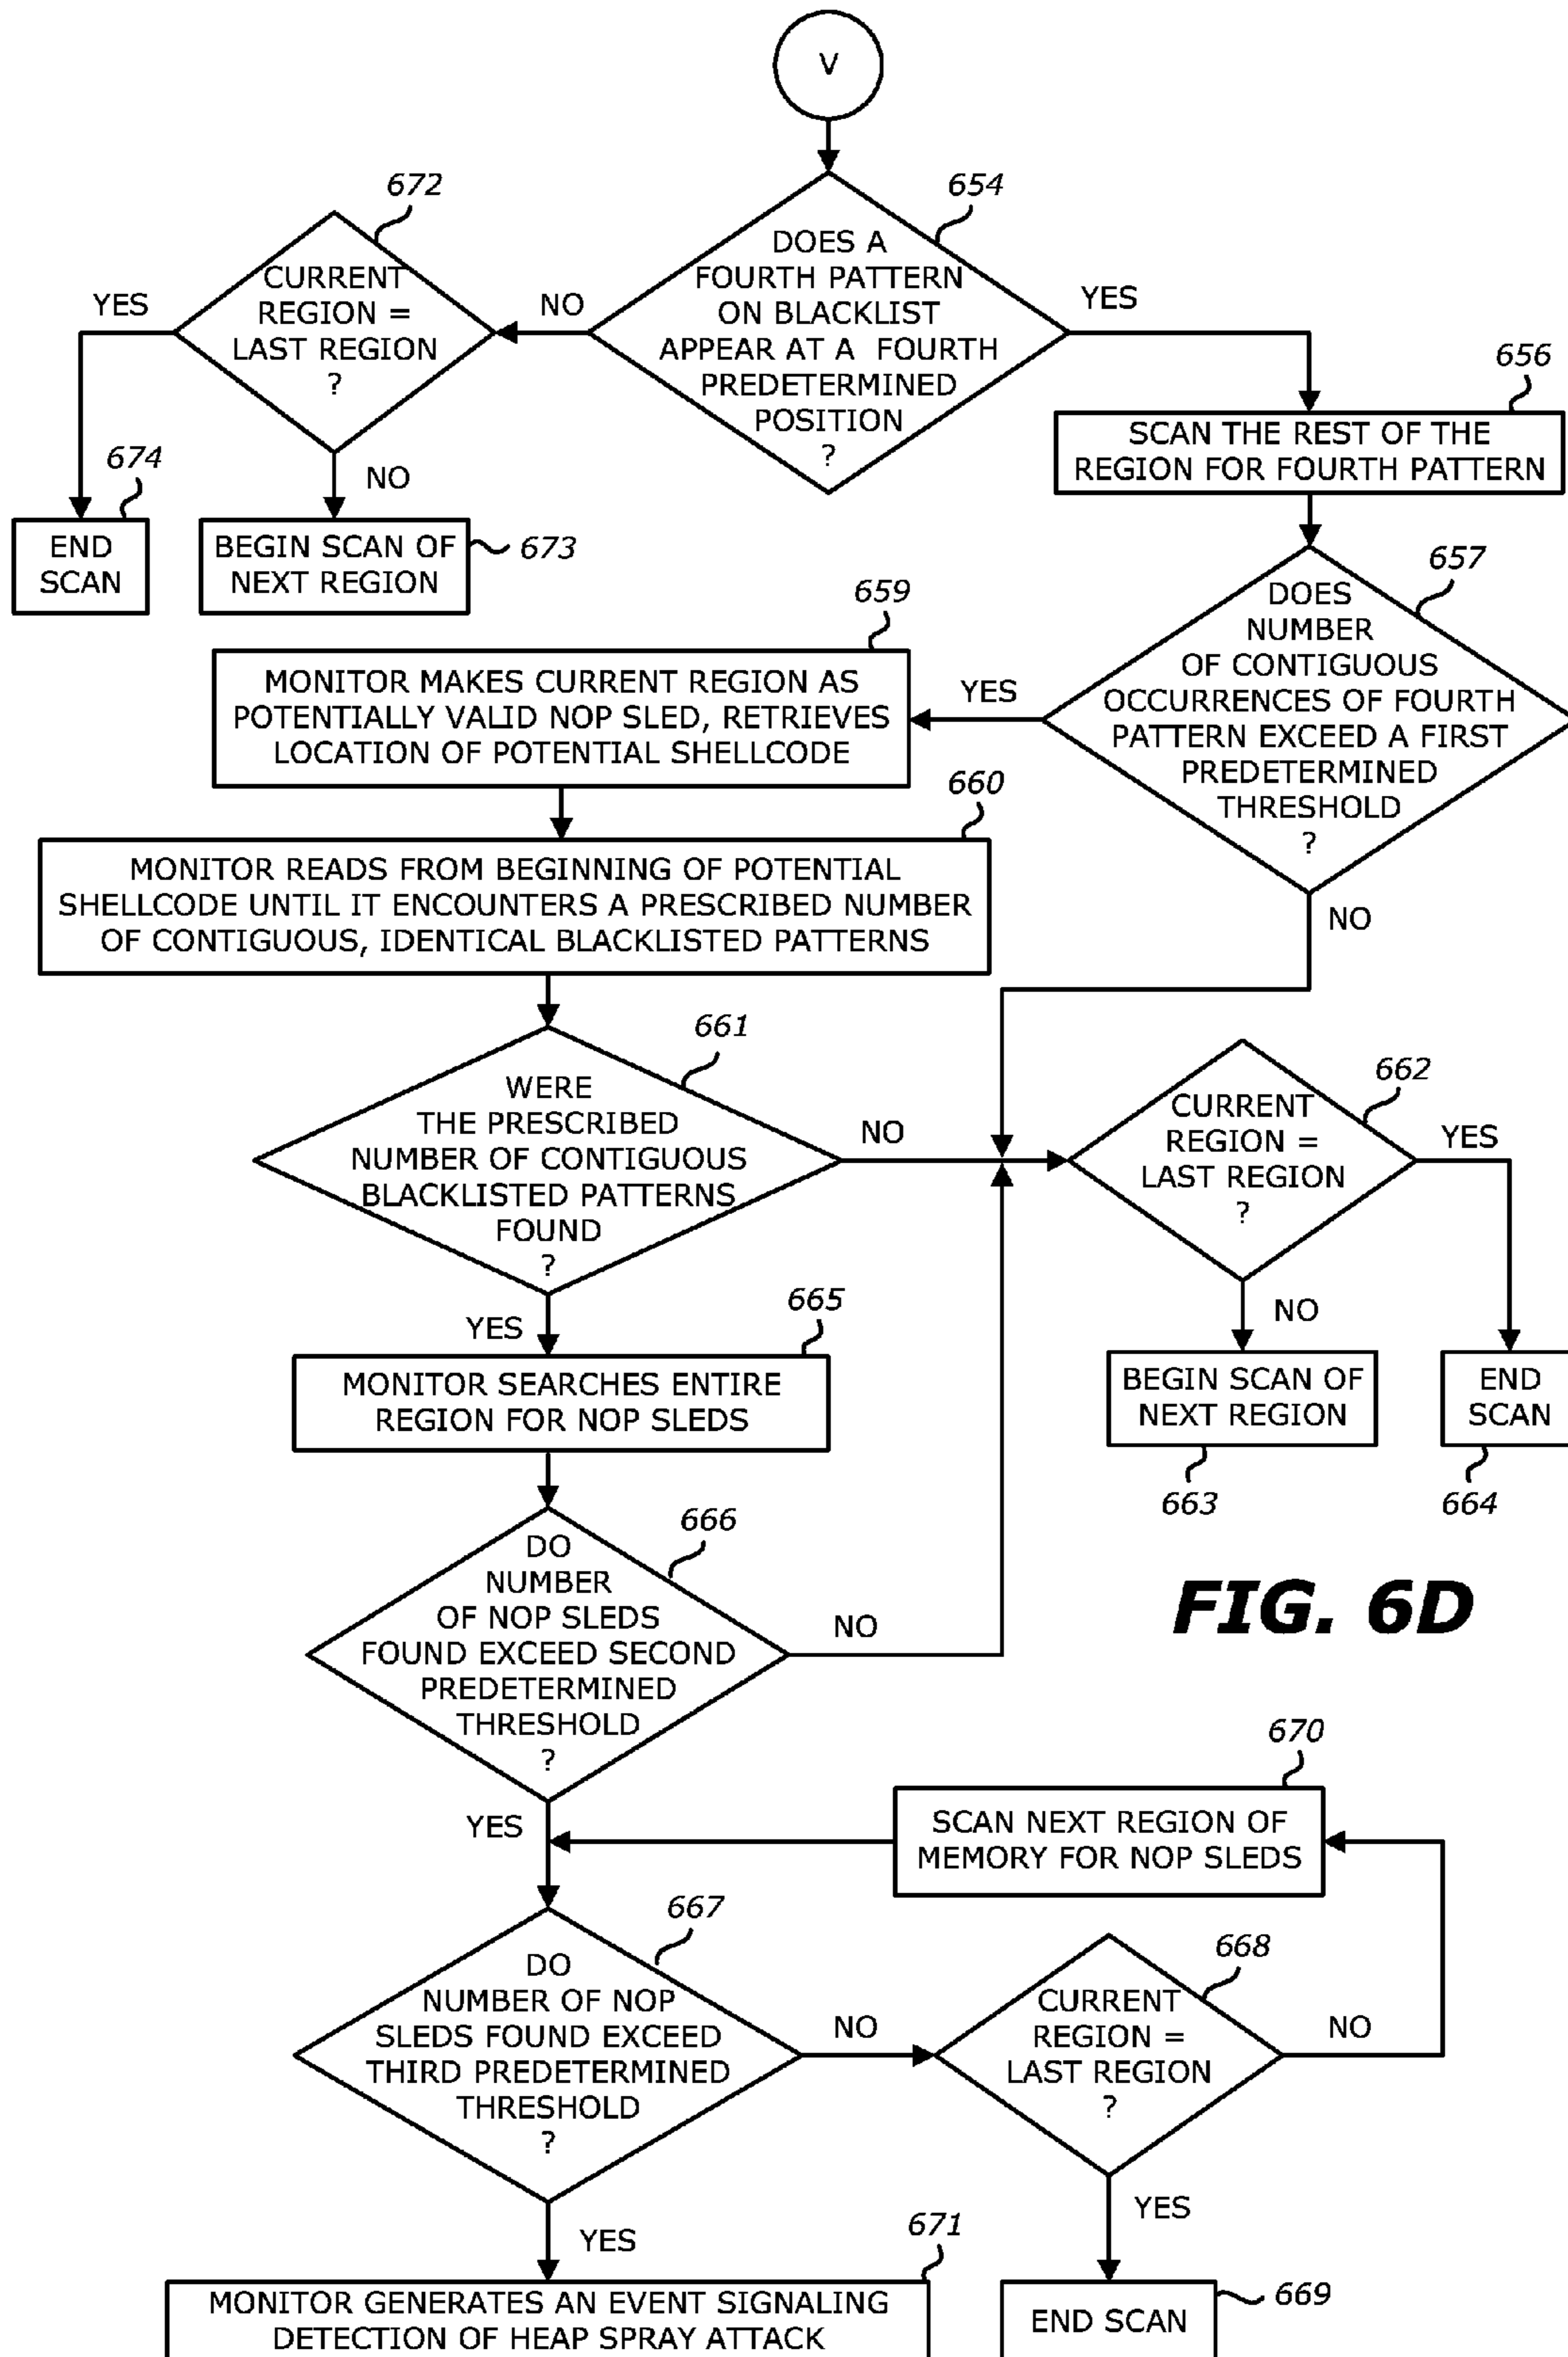 V
672
654
DOES A
FOURTH PATTERN
ON BLACKLIST
APPEAR AT A FOURTH
PREDETERMINED
POSITION
?
CURRENT
REGION =
LAST REGION
?
YES
NO
YES
656
SCAN THE REST OF THE
REGION FOR FOURTH PATTERN
674
NO
END
SCAN
BEGIN SCAN OF
NEXT REGION
673
657
DOES
NUMBER
OF CONTIGUOUS
OCCURRENCES OF FOURTH
PATTERN EXCEED A FIRST
PREDETERMINED
THRESHOLD
?
659
YES
MONITOR MAKES CURRENT REGION AS
POTENTIALLY VALID NOP SLED, RETRIEVES
LOCATION OF POTENTIAL SHELLCODE
660
MONITOR READS FROM BEGINNING OF POTENTIAL
SHELLCODE UNTIL IT ENCOUNTERS A PRESCRIBED NUMBER
OF CONTIGUOUS, IDENTICAL BLACKLISTED PATTERNS
NO
661
WERE
THE PRESCRIBED
NUMBER OF CONTIGUOUS
BLACKLISTED PATTERNS
FOUND
?
NO
662
CURRENT
REGION =
LAST REGION
?
YES
NO
YES
665
MONITOR SEARCHES ENTIRE
REGION FOR NOP SLEDS
BEGIN SCAN OF
NEXT REGION
END
SCAN
663
664
666
DO
NUMBER
OF NOP SLEDS
FOUND EXCEED SECOND
PREDETERMINED
THRESHOLD
?
NO
FIG. 6D
YES
670
SCAN NEXT REGION OF
MEMORY FOR NOP SLEDS
667
DO
NUMBER OF NOP
SLEDS FOUND EXCEED
THIRD PREDETERMINED
THRESHOLD
?
NO
668
CURRENT
REGION =
LAST REGION
?
NO
YES
YES
671
MONITOR GENERATES AN EVENT SIGNALING
DETECTION OF HEAP SPRAY ATTACK
END SCAN
669